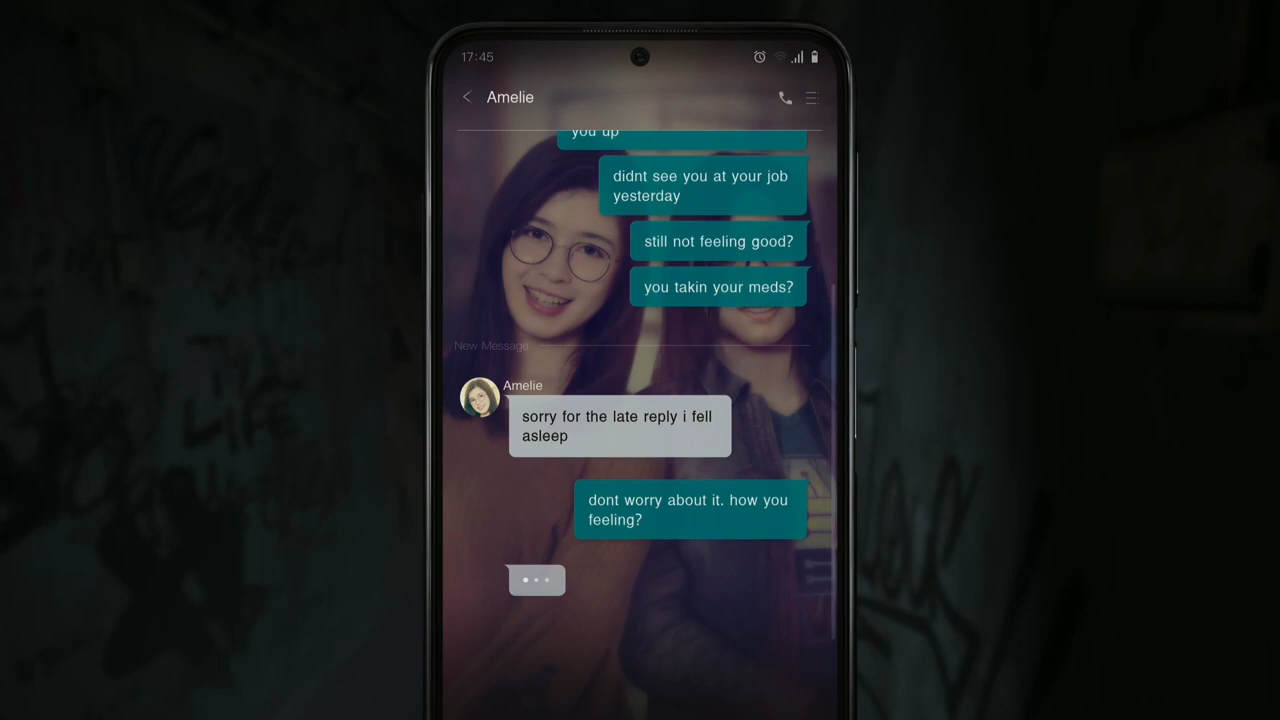 17:45
Amelie
you up
didnt see you at your job
yesterday
still not feeling good?
you takin your meds?
New Message
Amelie
sorry for the late reply i fell
asleep
dont worry about it. how you
feeling?
LIFE